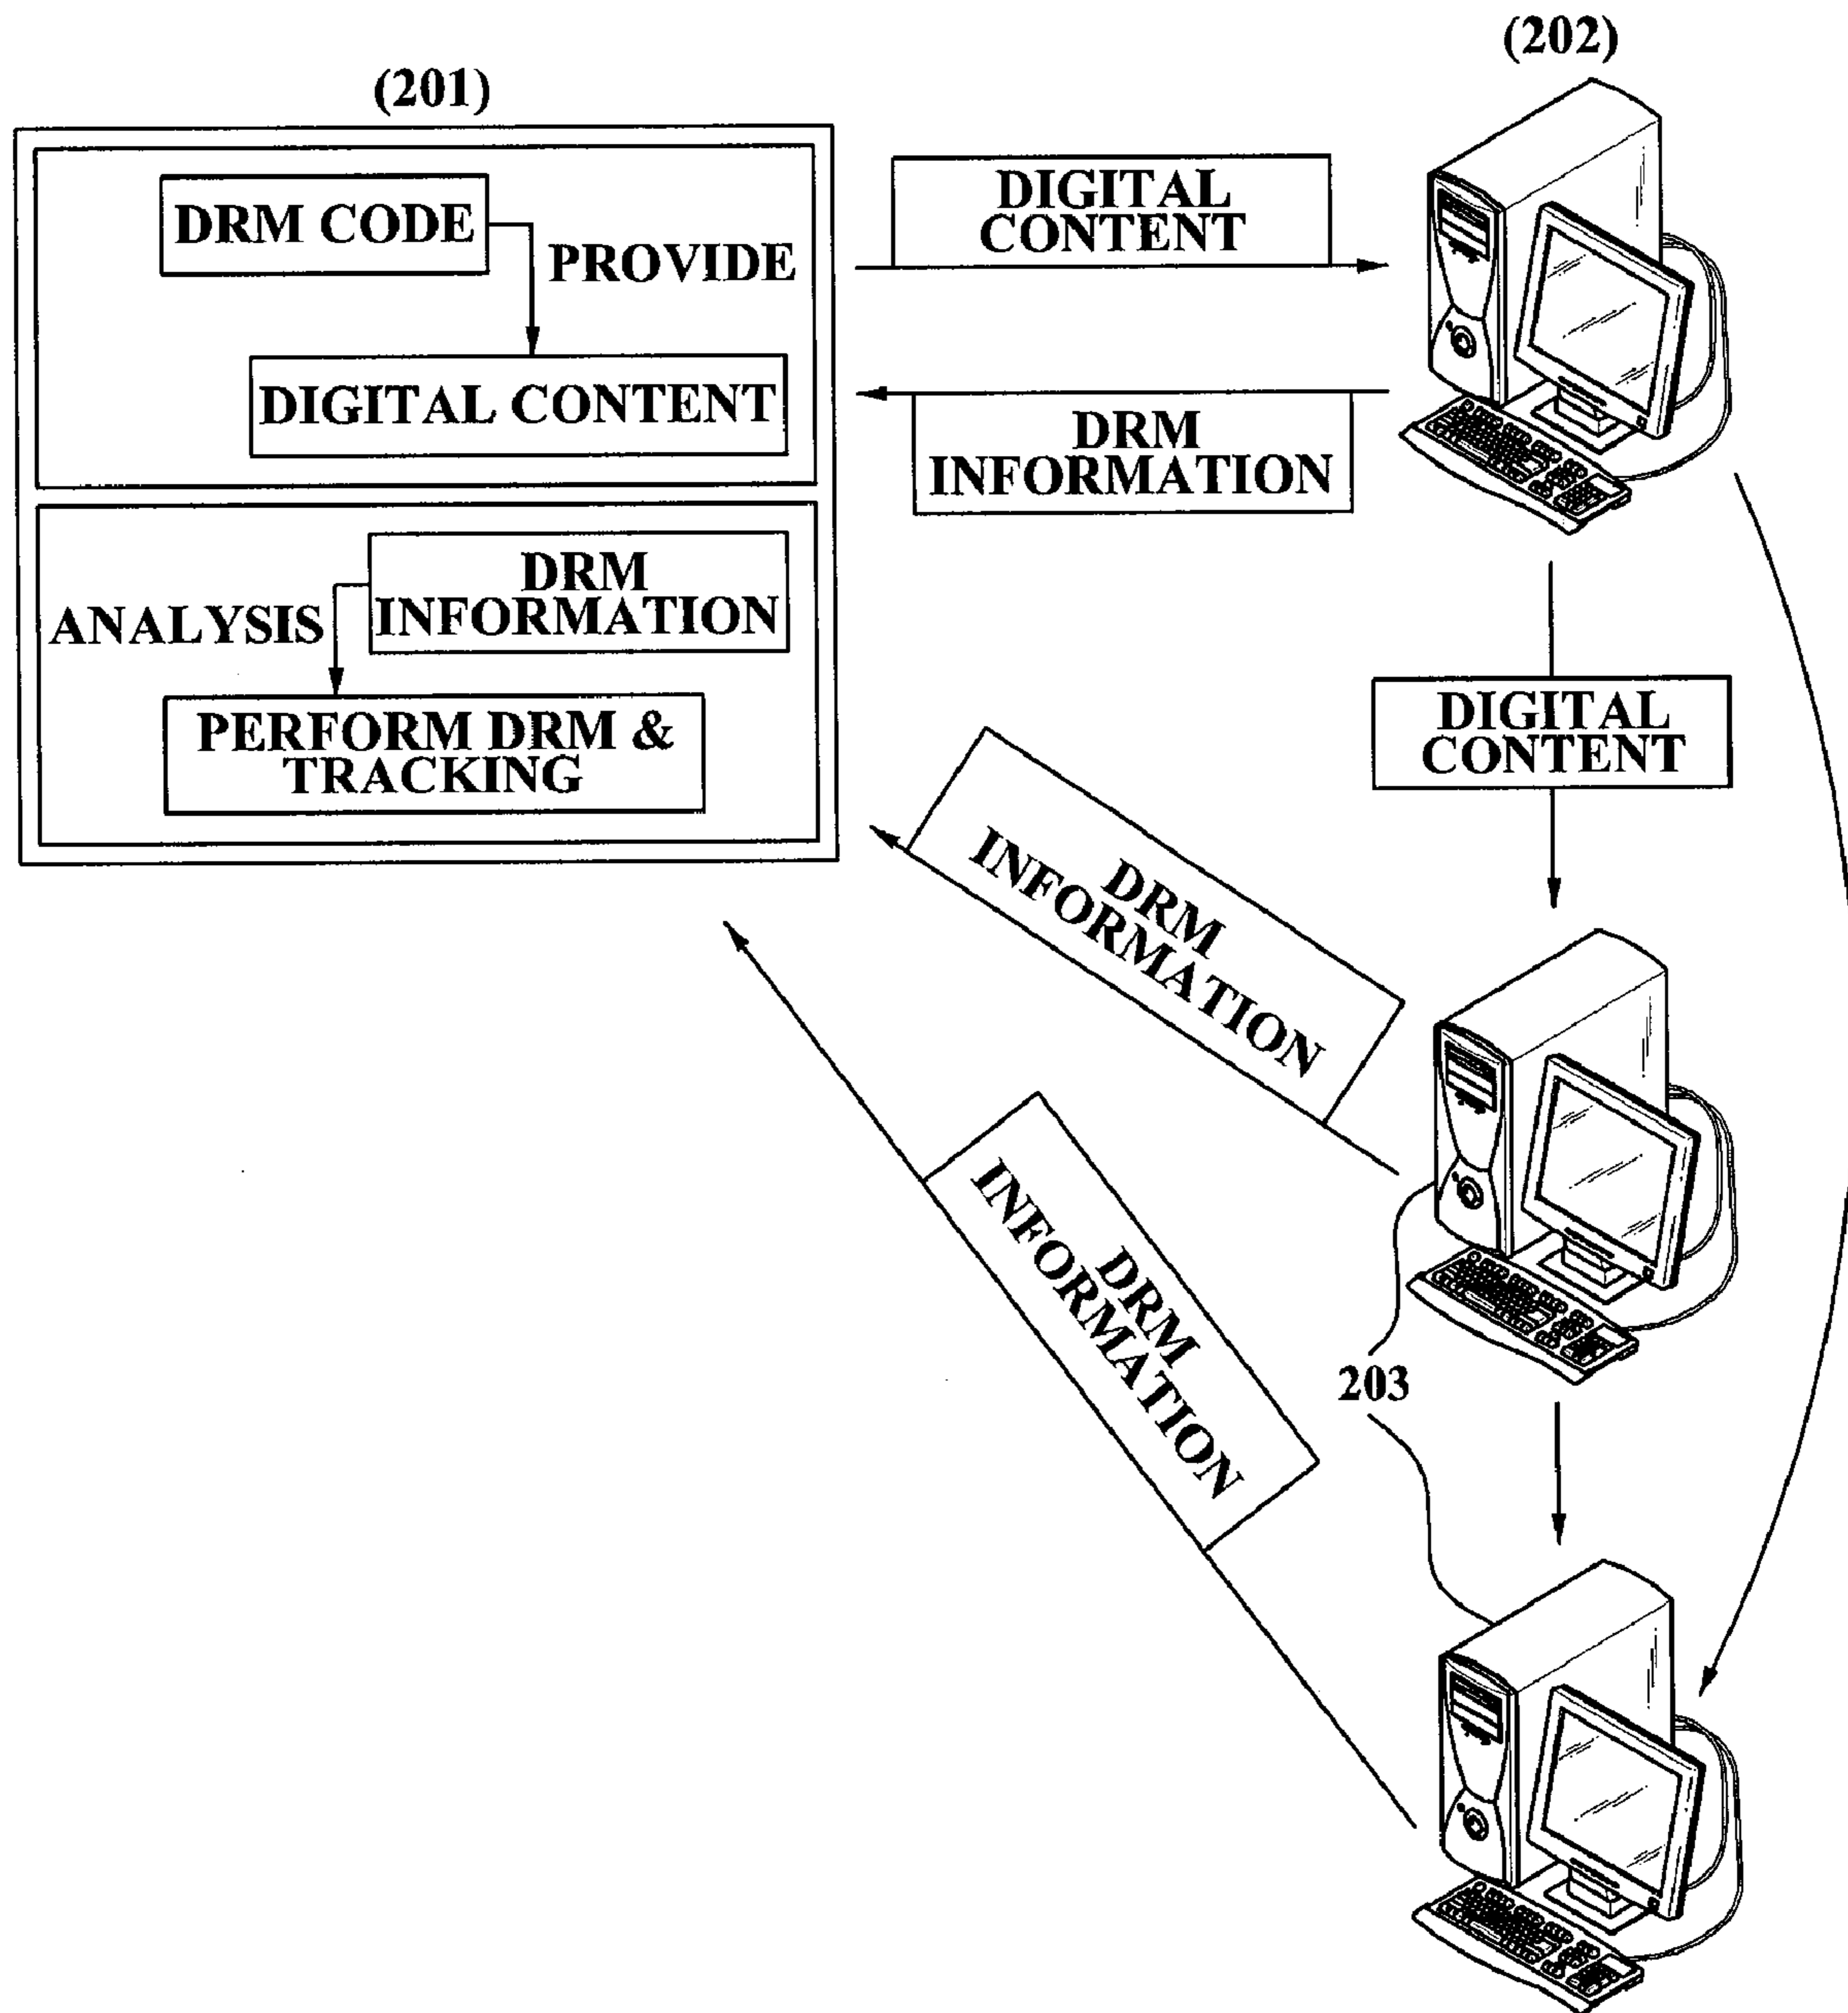 (202)
(201)
DRM CODE
PROVIDE
DIGITAL CONTENT
DIGITAL
CONTENT
DRM
INFORMATION
DRM
INFORMATION
ANALYSIS
PERFORM DRM &
TRACKING
DIGITAL
CONTENT
DRM
INFORMATION
DRM
INFORMATION
203